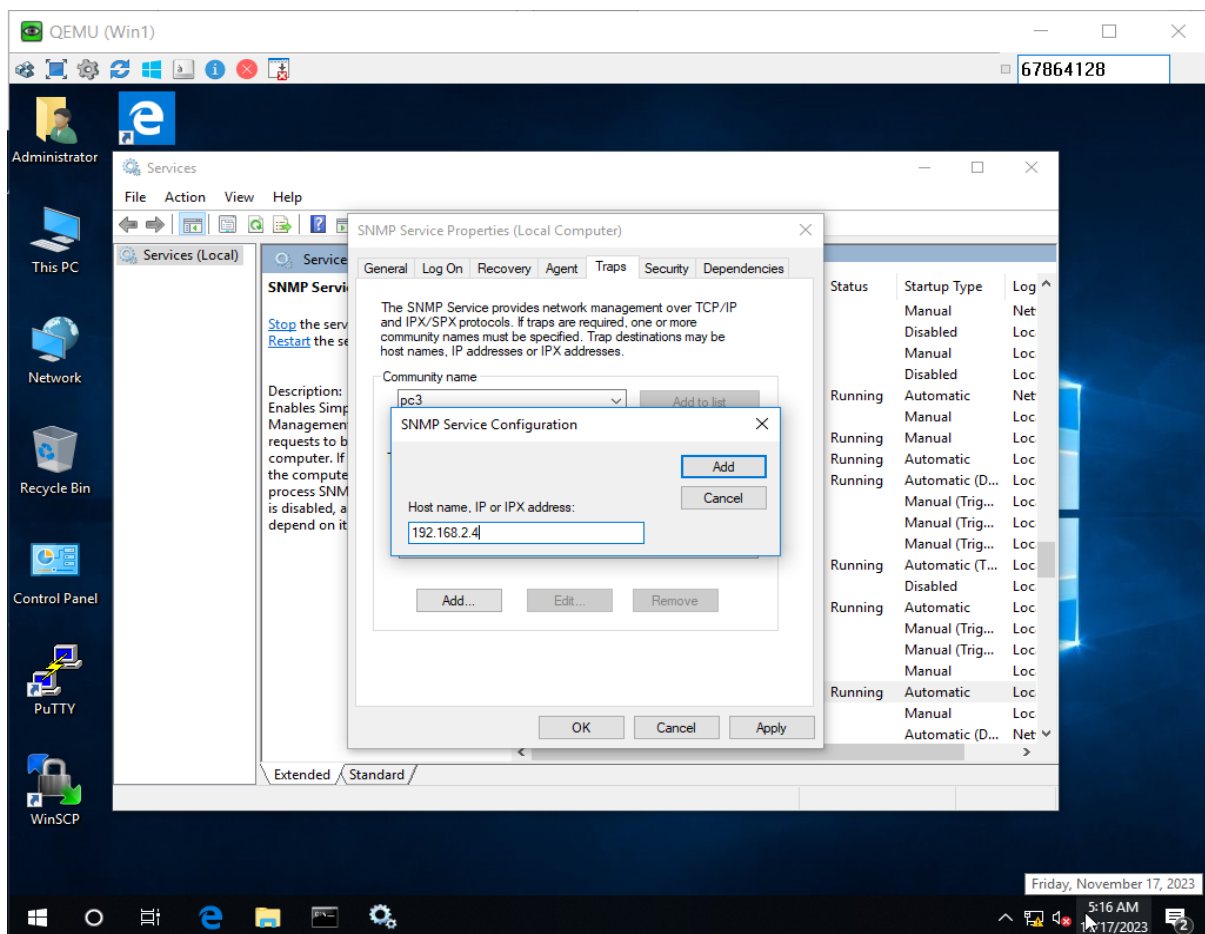 QEMU (Win1)
67864128
Administrator
This PC
Network
Recycle Bin
Control Panel
PuTTY
WinSCP
Services
File Action View Help
Services (Local)
Service
SNMP Servi
Stop the serv
Restart the se
Description:
Enables Simp
Managemen
requests to b
computer. If
the compute
process SNM
is disabled, a
depend on it
SNMP Service Properties (Local Computer)
General Log On Recovery Agent Traps Security Dependencies
The SNMP Service provides network management over TCP/IP
and IPX/SPX protocols. If traps are required, one or more
community names must be specified. Trap destinations may be
host names, IP addresses or IPX addresses.
Community name
pc3 Add to list
SNMP Service Configuration
Add
Cancel
Host name, IP or IPX address:
192.168.2.4
Add... Edit... Remove
OK Cancel Apply
Status Startup Type Log
Manual Net
Disabled Loc
Manual Loc
Disabled Loc
Running Automatic Net
Manual Loc
Running Manual Loc
Running Automatic Loc
Running Automatic (D... Loc
Manual (Trig... Loc
Manual (Trig... Loc
Manual (Trig... Loc
Running Automatic (T... Loc
Disabled Loc
Running Automatic Loc
Manual (Trig... Loc
Manual (Trig... Loc
Manual Loc
Running Automatic Loc
Manual Loc
Automatic (D... Net
Extended Standard
Friday, November 17, 2023
5:16 AM
2